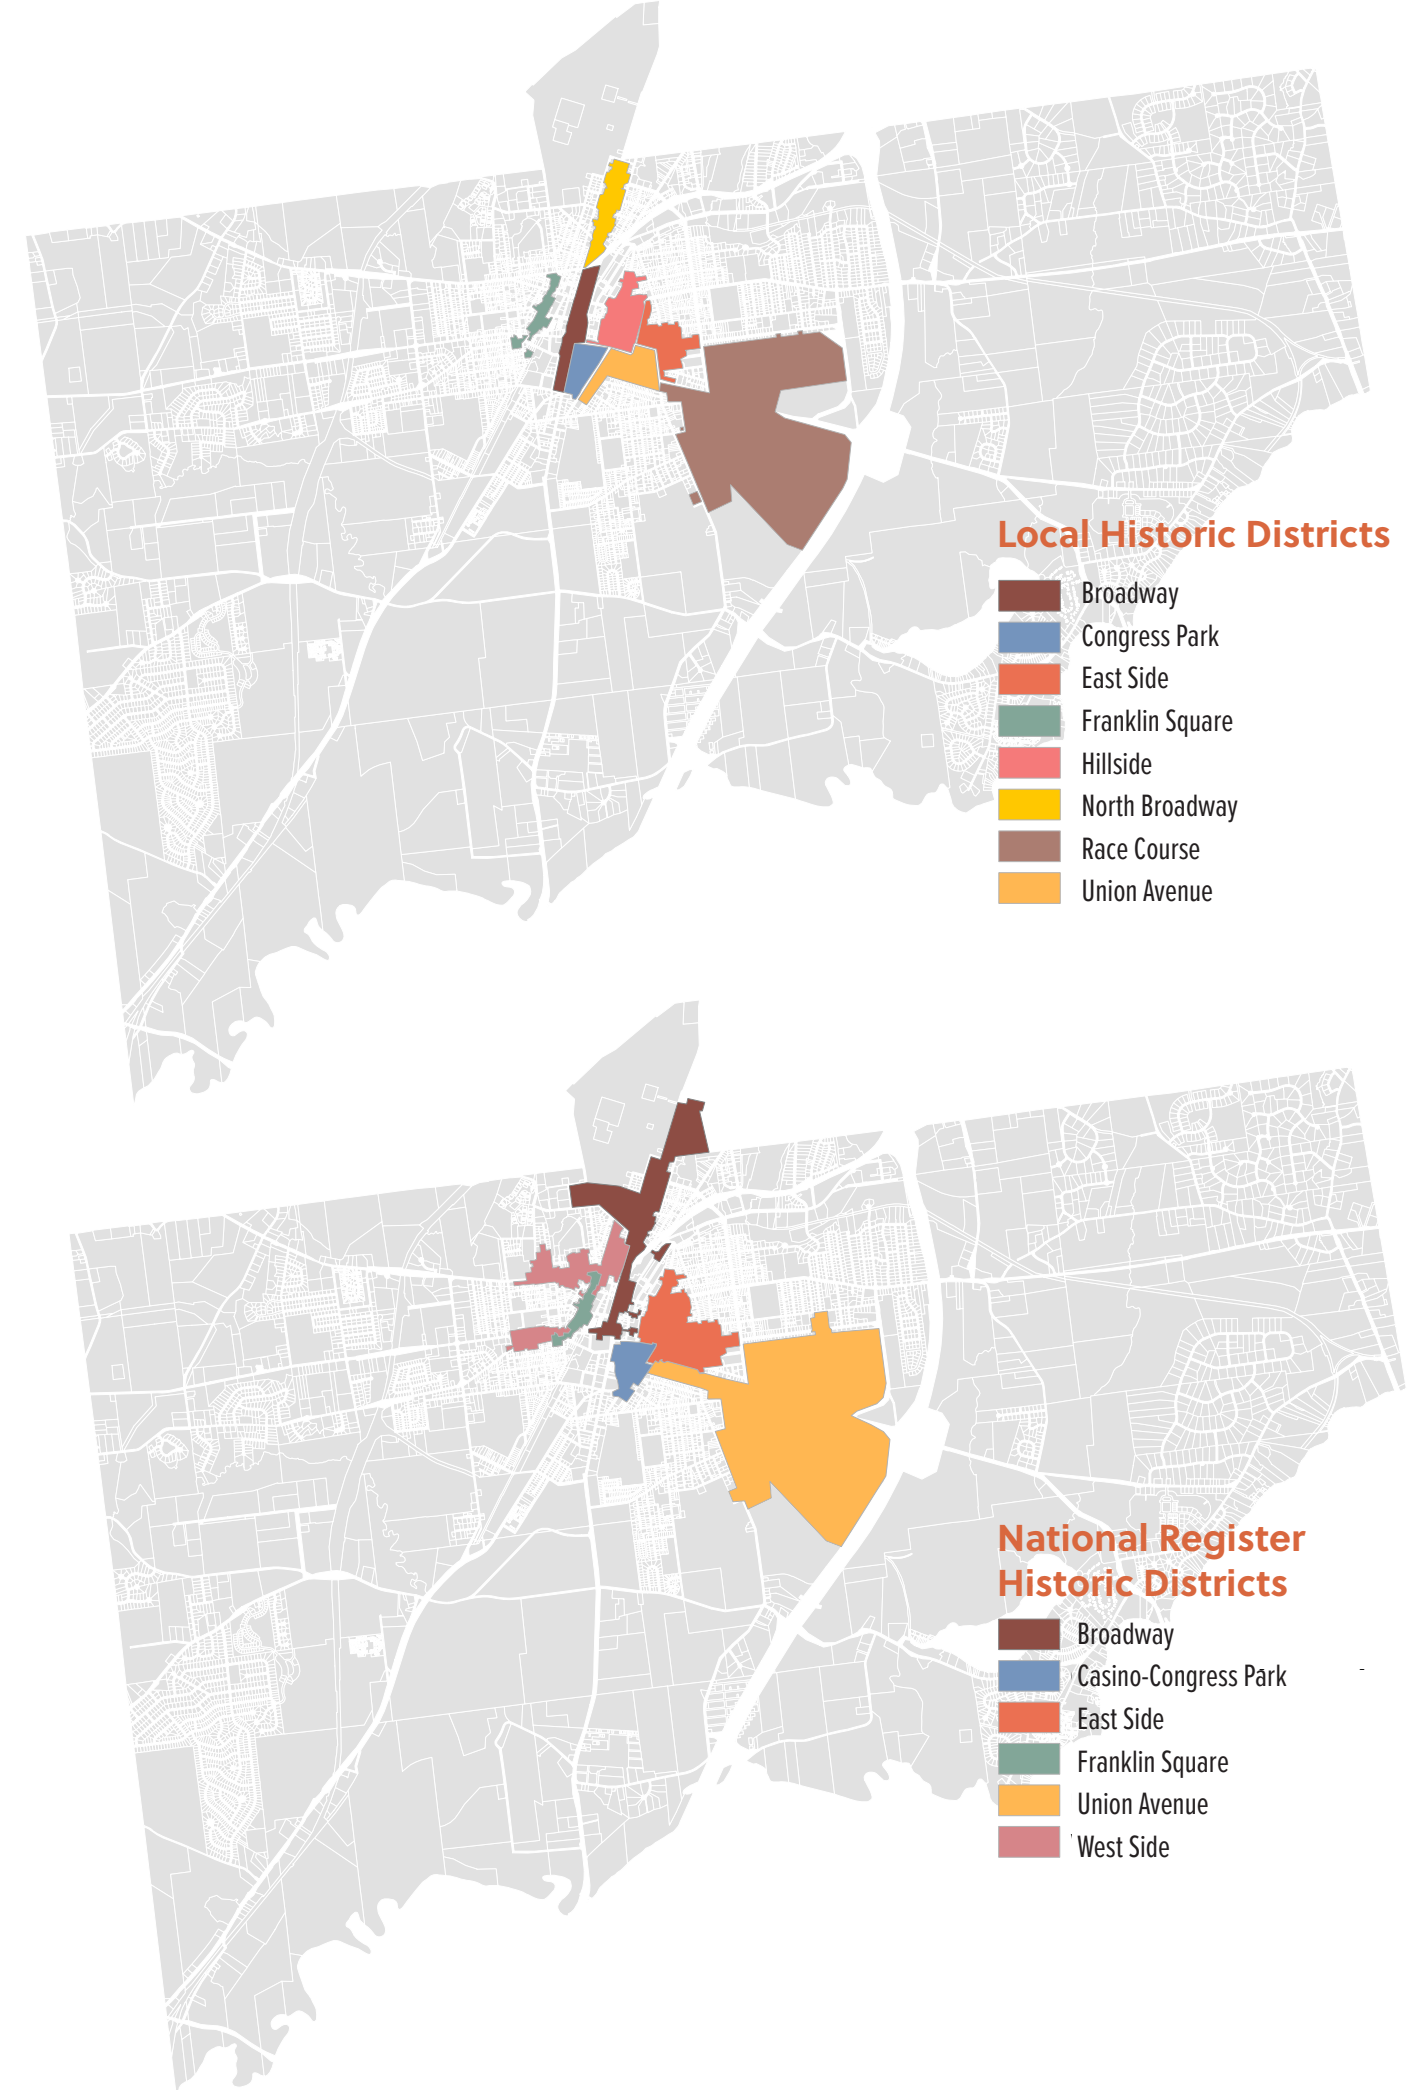 Local Historic Districts
Broadway
Congress Park
East Side
Franklin Square
Hillside
North Broadway
Race Course
Union Avenue
National Register
Historic Districts
Broadway
Casino-Congress Park
East Side
Franklin Square
Union Avenue
West Side